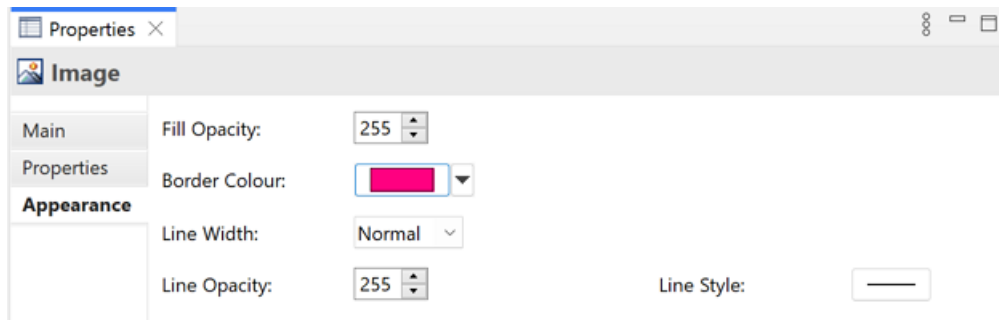 Properties
Image
Main
Properties
Appearance
Fill Opacity: 255
Border Colour:
Line Width: Normal
Line Opacity: 255 Line Style: